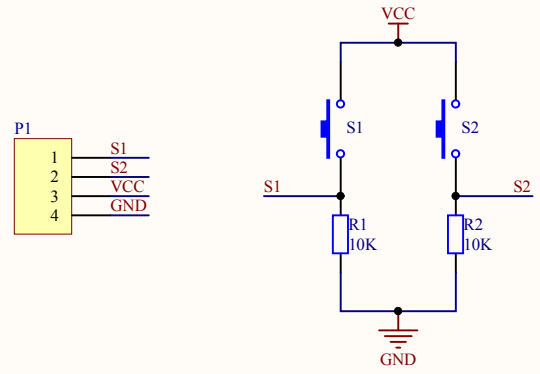 VCC
P1
1 S1
2 S2
3 VCC
4 GND
S1
S2
S1
S2
R1
10K
R2
10K
GND